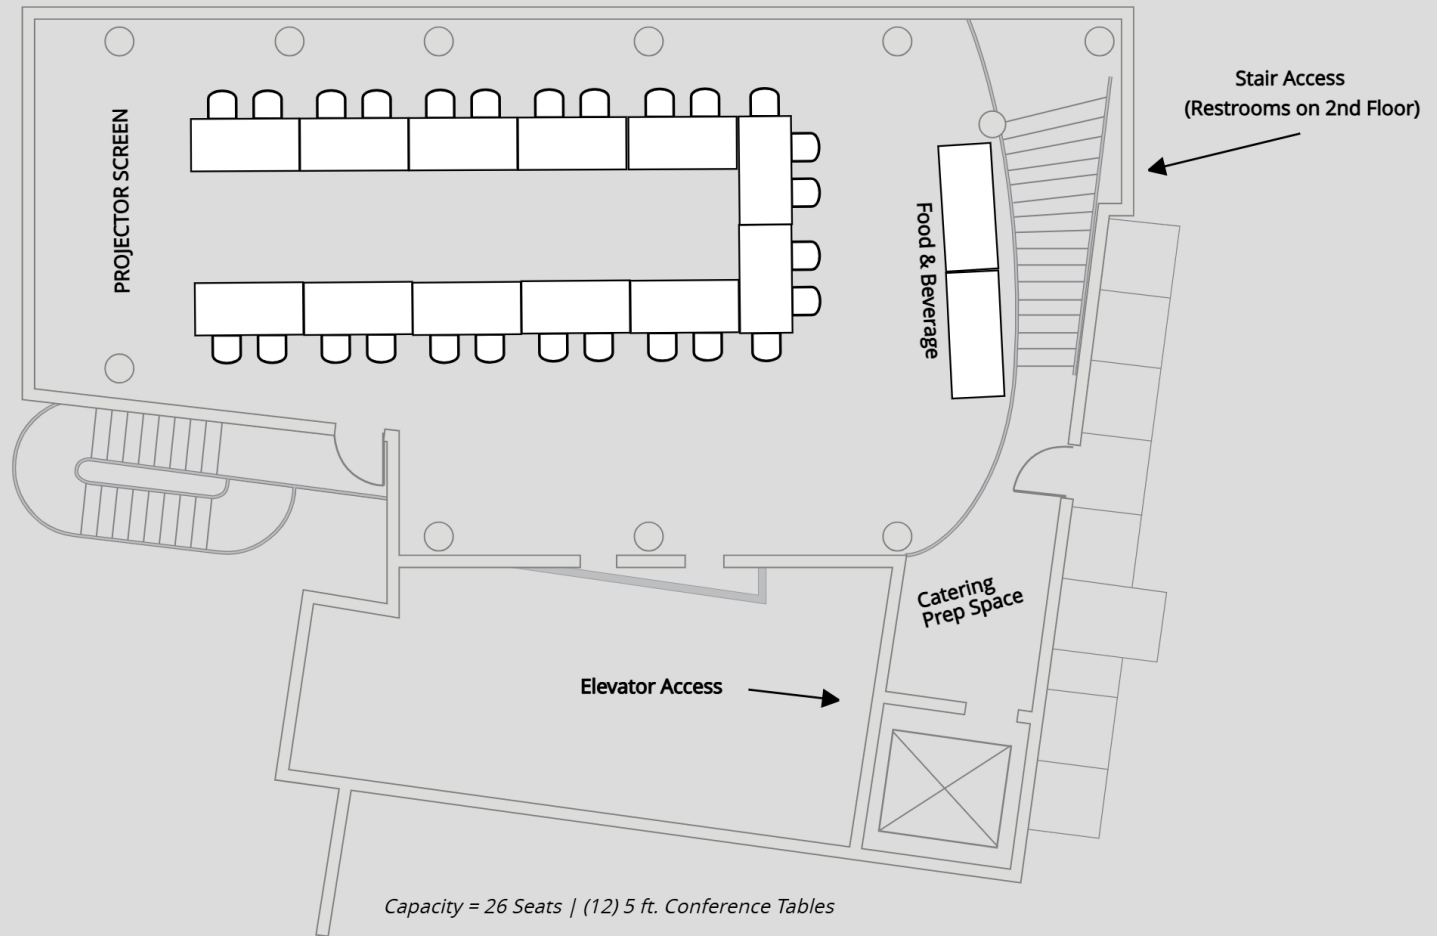 PROJECTOR SCREEN
Stair Access
(Restrooms on 2nd Floor)
Food & Beverage
Catering
Prep Space
Elevator Access
Capacity = 26 Seats | (12) 5 ft. Conference Tables